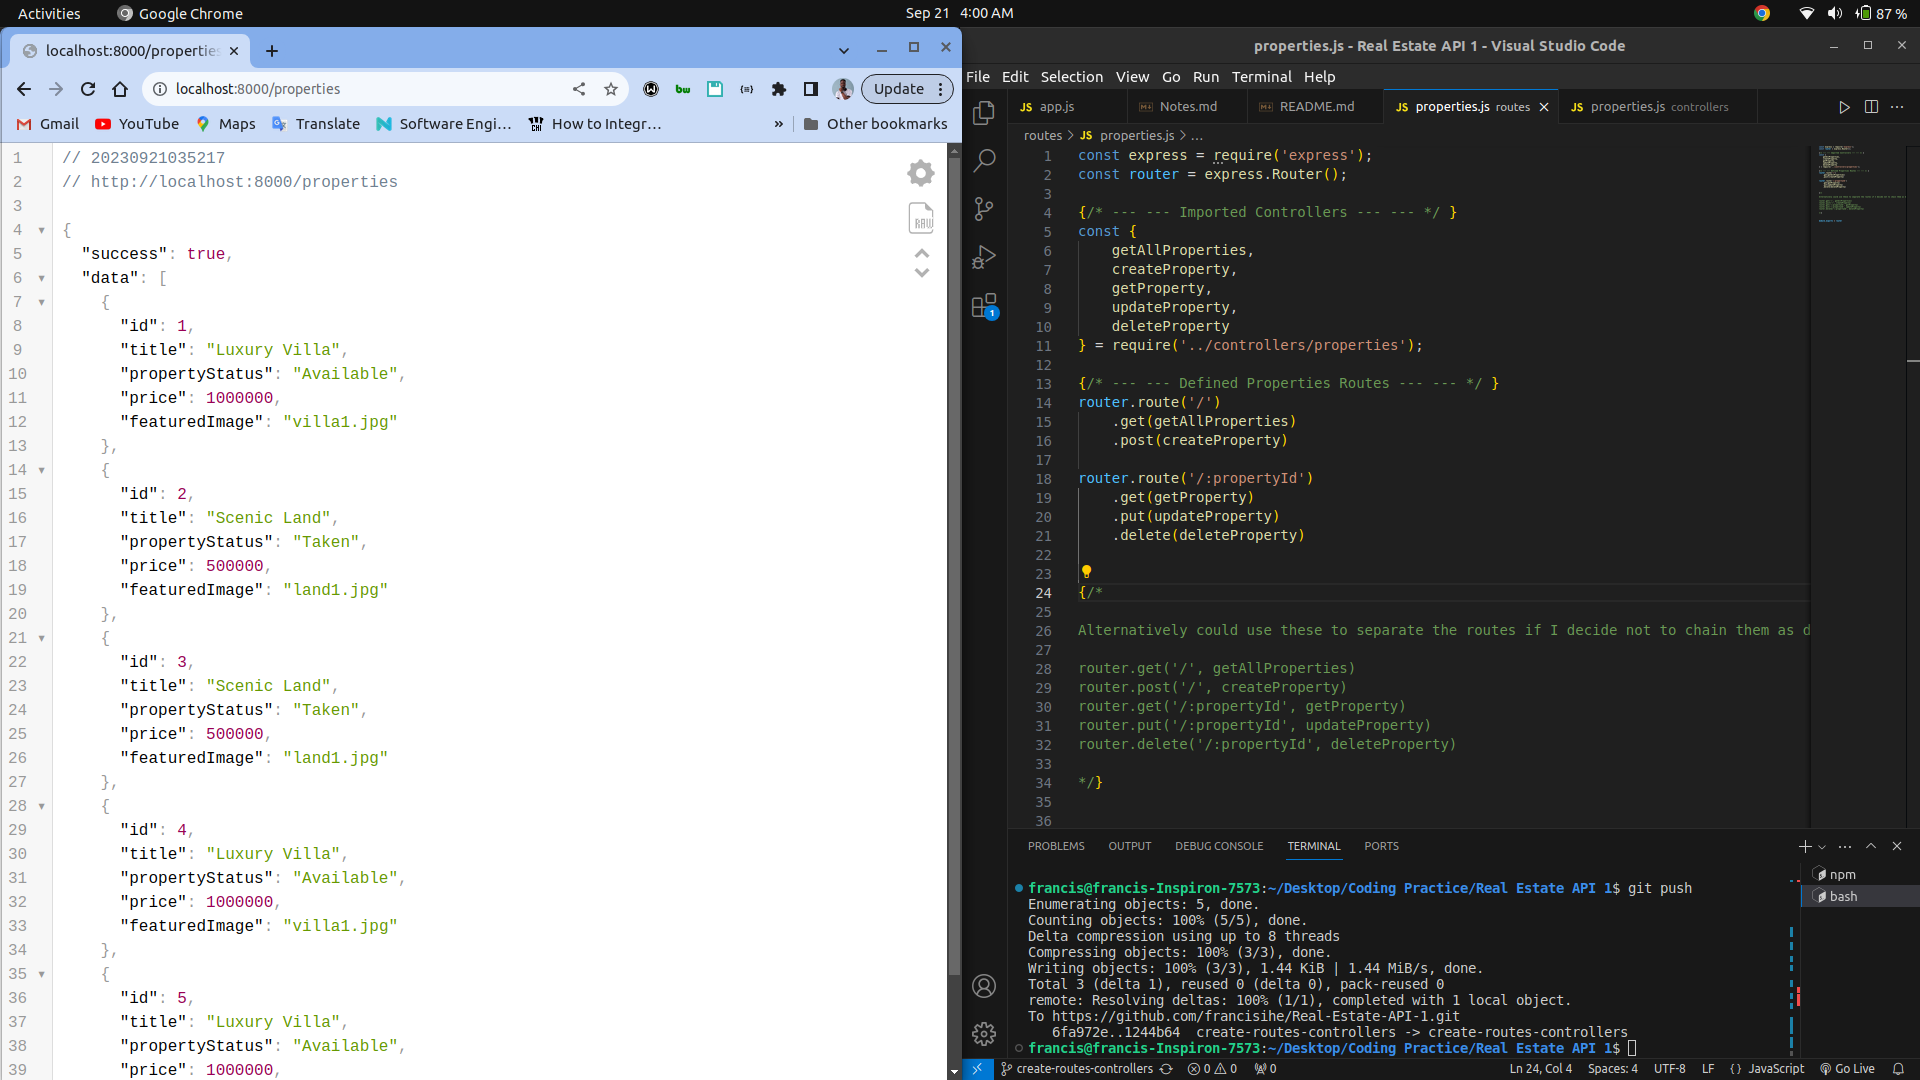 Activities
Google Chrome
Sep 21 4:00 AM
87 %
localhost:8000/properties
localhost:8000/properties
Update
Gmail
YouTube
Maps
Translate
Software Engi...
How to Integr...
»
Other bookmarks
1 // 20230921035217
2 // http://localhost:8000/properties
3
4 {
5 "success": true,
6 "data": [
7 {
8 "id": 1,
9 "title": "Luxury Villa",
10 "propertyStatus": "Available",
11 "price": 1000000,
12 "featuredImage": "villa1.jpg"
13 },
14 {
15 "id": 2,
16 "title": "Scenic Land",
17 "propertyStatus": "Taken",
18 "price": 500000,
19 "featuredImage": "land1.jpg"
20 },
21 {
22 "id": 3,
23 "title": "Scenic Land",
24 "propertyStatus": "Taken",
25 "price": 500000,
26 "featuredImage": "land1.jpg"
27 },
28 {
29 "id": 4,
30 "title": "Luxury Villa",
31 "propertyStatus": "Available",
32 "price": 1000000,
33 "featuredImage": "villa1.jpg"
34 },
35 {
36 "id": 5,
37 "title": "Luxury Villa",
38 "propertyStatus": "Available",
39 "price": 1000000,
RAW
properties.js - Real Estate API 1 - Visual Studio Code
File Edit Selection View Go Run Terminal Help
JS app.js
Notes.md
README.md
JS properties.js routes
JS properties.js controllers
routes > JS properties.js > ...
1 const express = require('express');
2 const router = express.Router();
3
4 {/* --- --- Imported Controllers --- --- */ }
5 const {
6 getAllProperties,
7 createProperty,
8 getProperty,
9 updateProperty,
10 deleteProperty
11 } = require('../controllers/properties');
12
13 {/* --- --- Defined Properties Routes --- --- */ }
14 router.route('/')
15 .get(getAllProperties)
16 .post(createProperty)
17
18 router.route('/:propertyId')
19 .get(getProperty)
20 .put(updateProperty)
21 .delete(deleteProperty)
22
23
24 {/*
25
26 Alternatively could use these to separate the routes if I decide not to chain them as d
27
28 router.get('/', getAllProperties)
29 router.post('/', createProperty)
30 router.get('/:propertyId', getProperty)
31 router.put('/:propertyId', updateProperty)
32 router.delete('/:propertyId', deleteProperty)
33
34 */}
35
36
1
PROBLEMS OUTPUT DEBUG CONSOLE TERMINAL PORTS
npm
bash
francis@francis-Inspiron-7573:~/Desktop/Coding Practice/Real Estate API 1$ git push
Enumerating objects: 5, done.
Counting objects: 100% (5/5), done.
Delta compression using up to 8 threads
Compressing objects: 100% (3/3), done.
Writing objects: 100% (3/3), 1.44 KiB | 1.44 MiB/s, done.
Total 3 (delta 1), reused 0 (delta 0), pack-reused 0
remote: Resolving deltas: 100% (1/1), completed with 1 local object.
To https://github.com/francisihe/Real-Estate-API-1.git
6fa972e..1244b64 create-routes-controllers -> create-routes-controllers
francis@francis-Inspiron-7573:~/Desktop/Coding Practice/Real Estate API 1$
create-routes-controllers
0 0
0
Ln 24, Col 4
Spaces: 4
UTF-8
LF
{ } JavaScript
Go Live